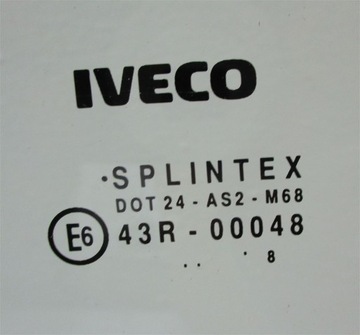 IVECO
·SPLINTEX
DOT 24 - AS2 - M68
E6 43R - 00048
.. · 8